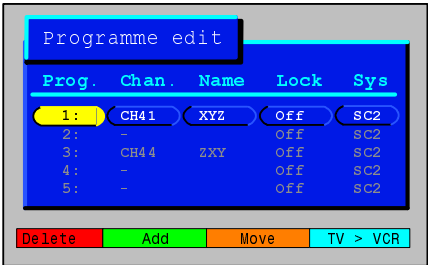 Programme edit
Prog. Chan. Name Lock Sys
1: CH41 XYZ Off SC2
2: - Off SC2
3: CH44 ZXY Off SC2
4: - Off SC2
5: - Off SC2
Delete Add Move TV > VCR